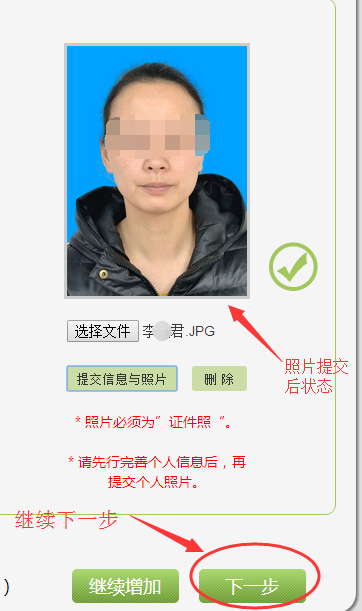 选择文件 李 君.JPG
照片提交
后状态
提交信息与照片 删 除
* 照片必须为”证件照“。
* 请先行完善个人信息后，再
提交个人照片。
继续下一步
) 继续增加 下一步